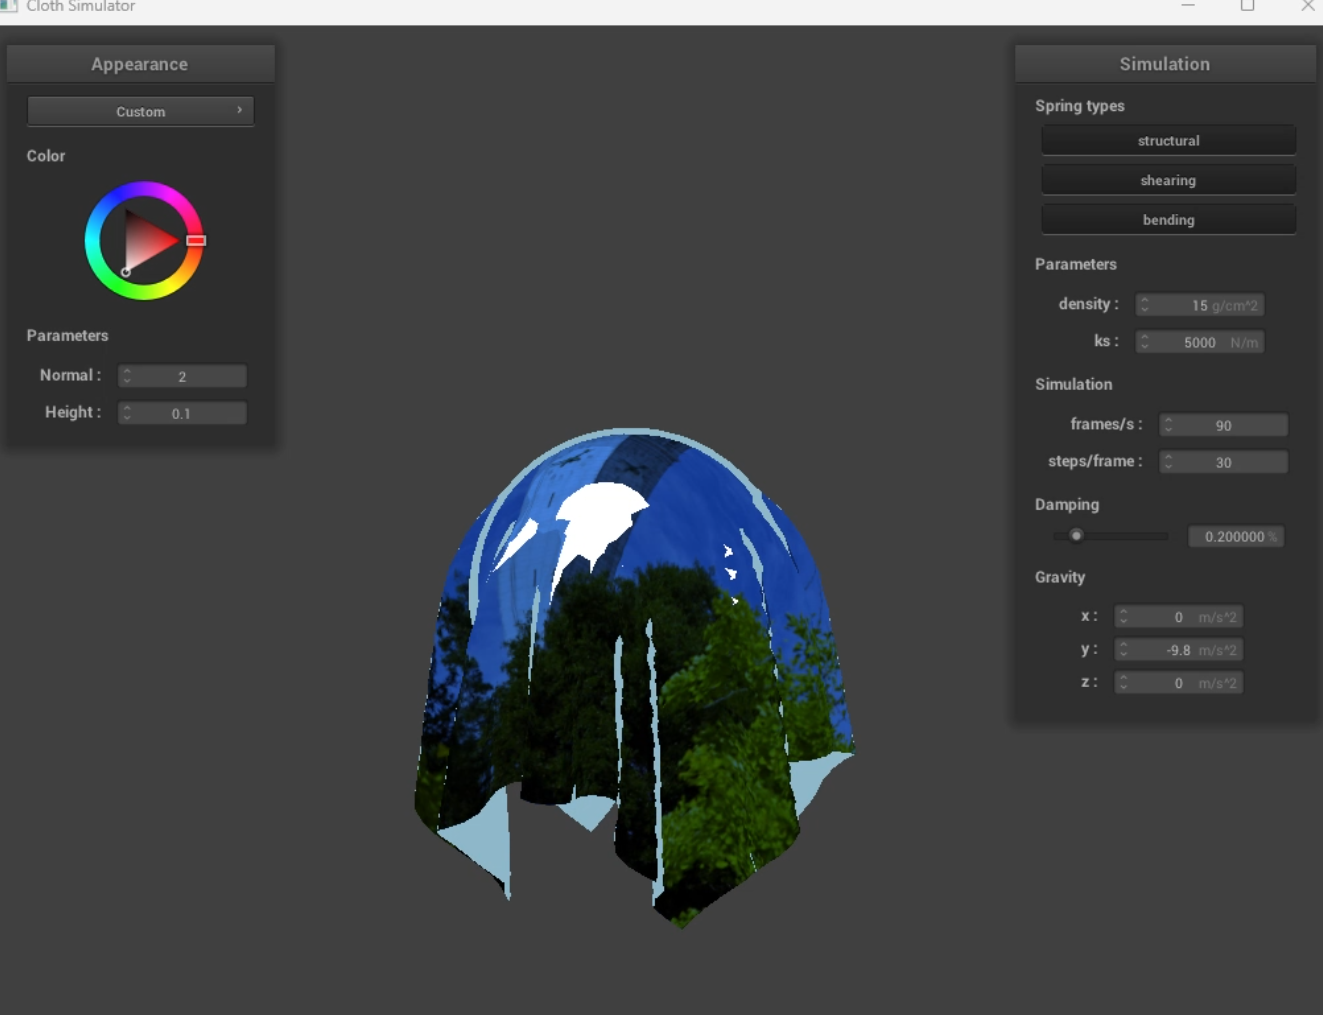 Cloth Simulator
Appearance
Custom
Color
Parameters
Normal : 2
Height : 0.1
Simulation
Spring types
structural
shearing
bending
Parameters
density : 15 g/cm^2
ks : 5000 N/m
Simulation
frames/s : 90
steps/frame : 30
Damping
0.200000 %
Gravity
x : 0 m/s^2
y : -9.8 m/s^2
z : 0 m/s^2